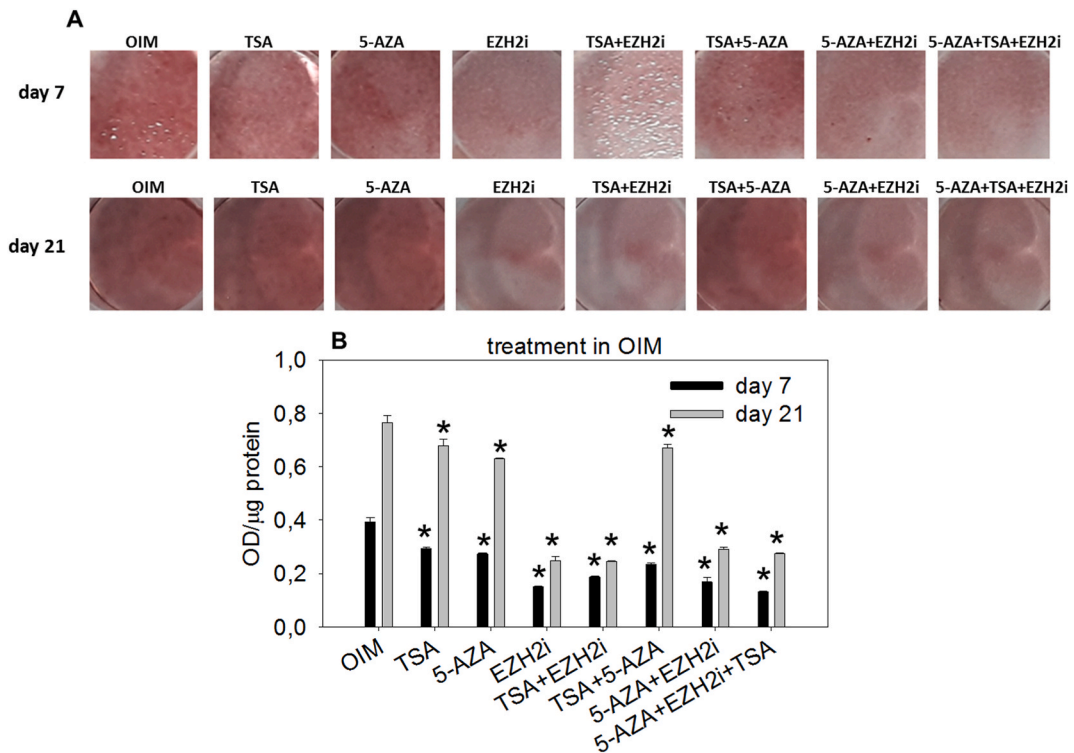 A
OIM TSA 5-AZA EZH2i TSA+EZH2i TSA+5-AZA 5-AZA+EZH2i 5-AZA+TSA+EZH2i
day 7
OIM TSA 5-AZA EZH2i TSA+EZH2i TSA+5-AZA 5-AZA+EZH2i 5-AZA+TSA+EZH2i
day 21
B
treatment in OIM
1,0
0,8
0,6
0,4
0,2
0,0
OD/µg protein
day 7
day 21
* * * * * * *
* * * * * * *
OIM
TSA
5-AZA
EZH2i
TSA+EZH2i
TSA+5-AZA
5-AZA+EZH2i
5-AZA+EZH2i+TSA